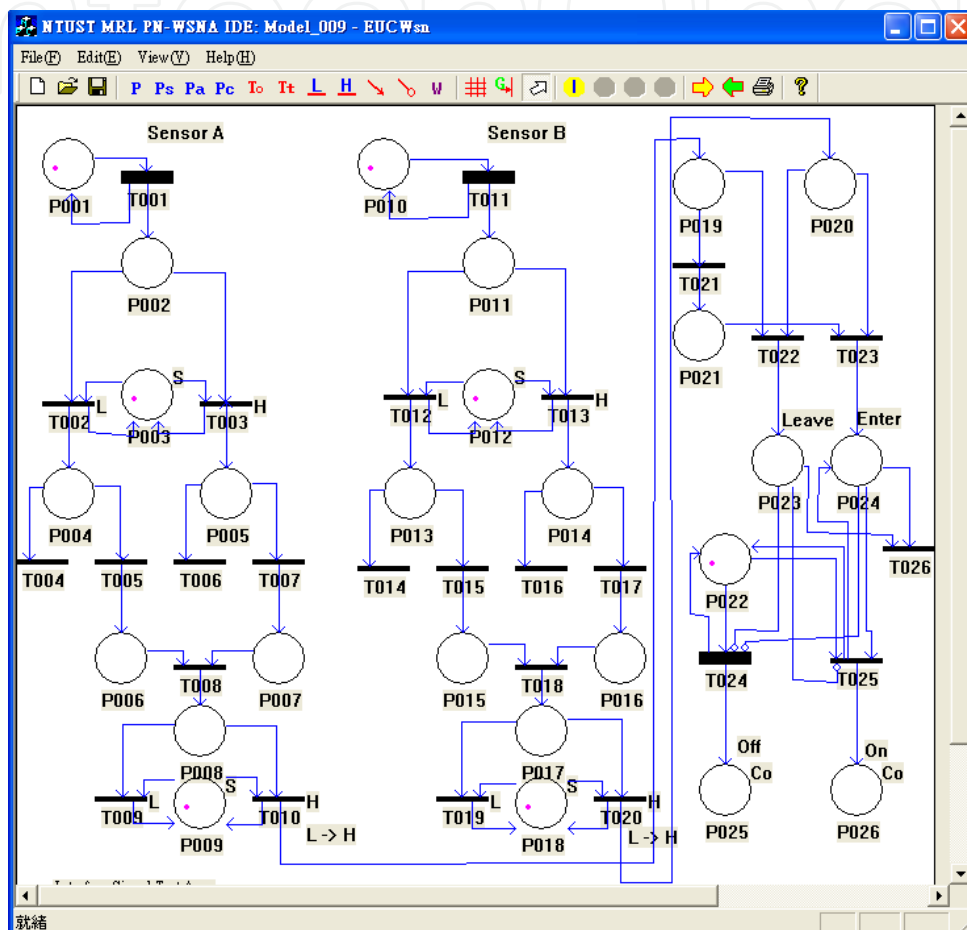 NTUST MRL PN-WSNA IDE: Model_009 - EUCWsn
File(F) Edit(E) View(V) Help(H)
P Ps Pa Pc To Tt L H W G I ?
Sensor A Sensor B
P001 T001 P010 T011 P019 P020
P002 P011 T021
P021 T022 T023
S S
L H L H
T002 P003 T003 T012 P012 T013
Leave Enter
P004 P005 P013 P014 P023 P024
T004 T005 T006 T007 T014 T015 T016 T017 T026
P022
P006 T008 P007 P015 T018 P016 T024 T025
Off On
P008 P017 Co Co
S S
L H L H
T009 P009 T010 T019 P018 T020 P025 P026
L -> H L -> H
就緒